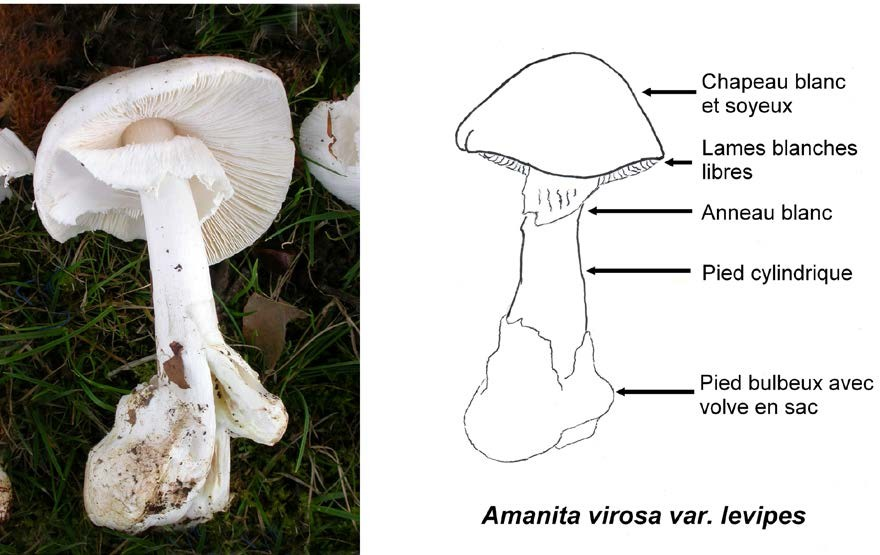 Chapeau blanc
et soyeux
Lames blanches
libres
Anneau blanc
Pied cylindrique
Pied bulbeux avec
volve en sac
Amanita virosa var. levipes